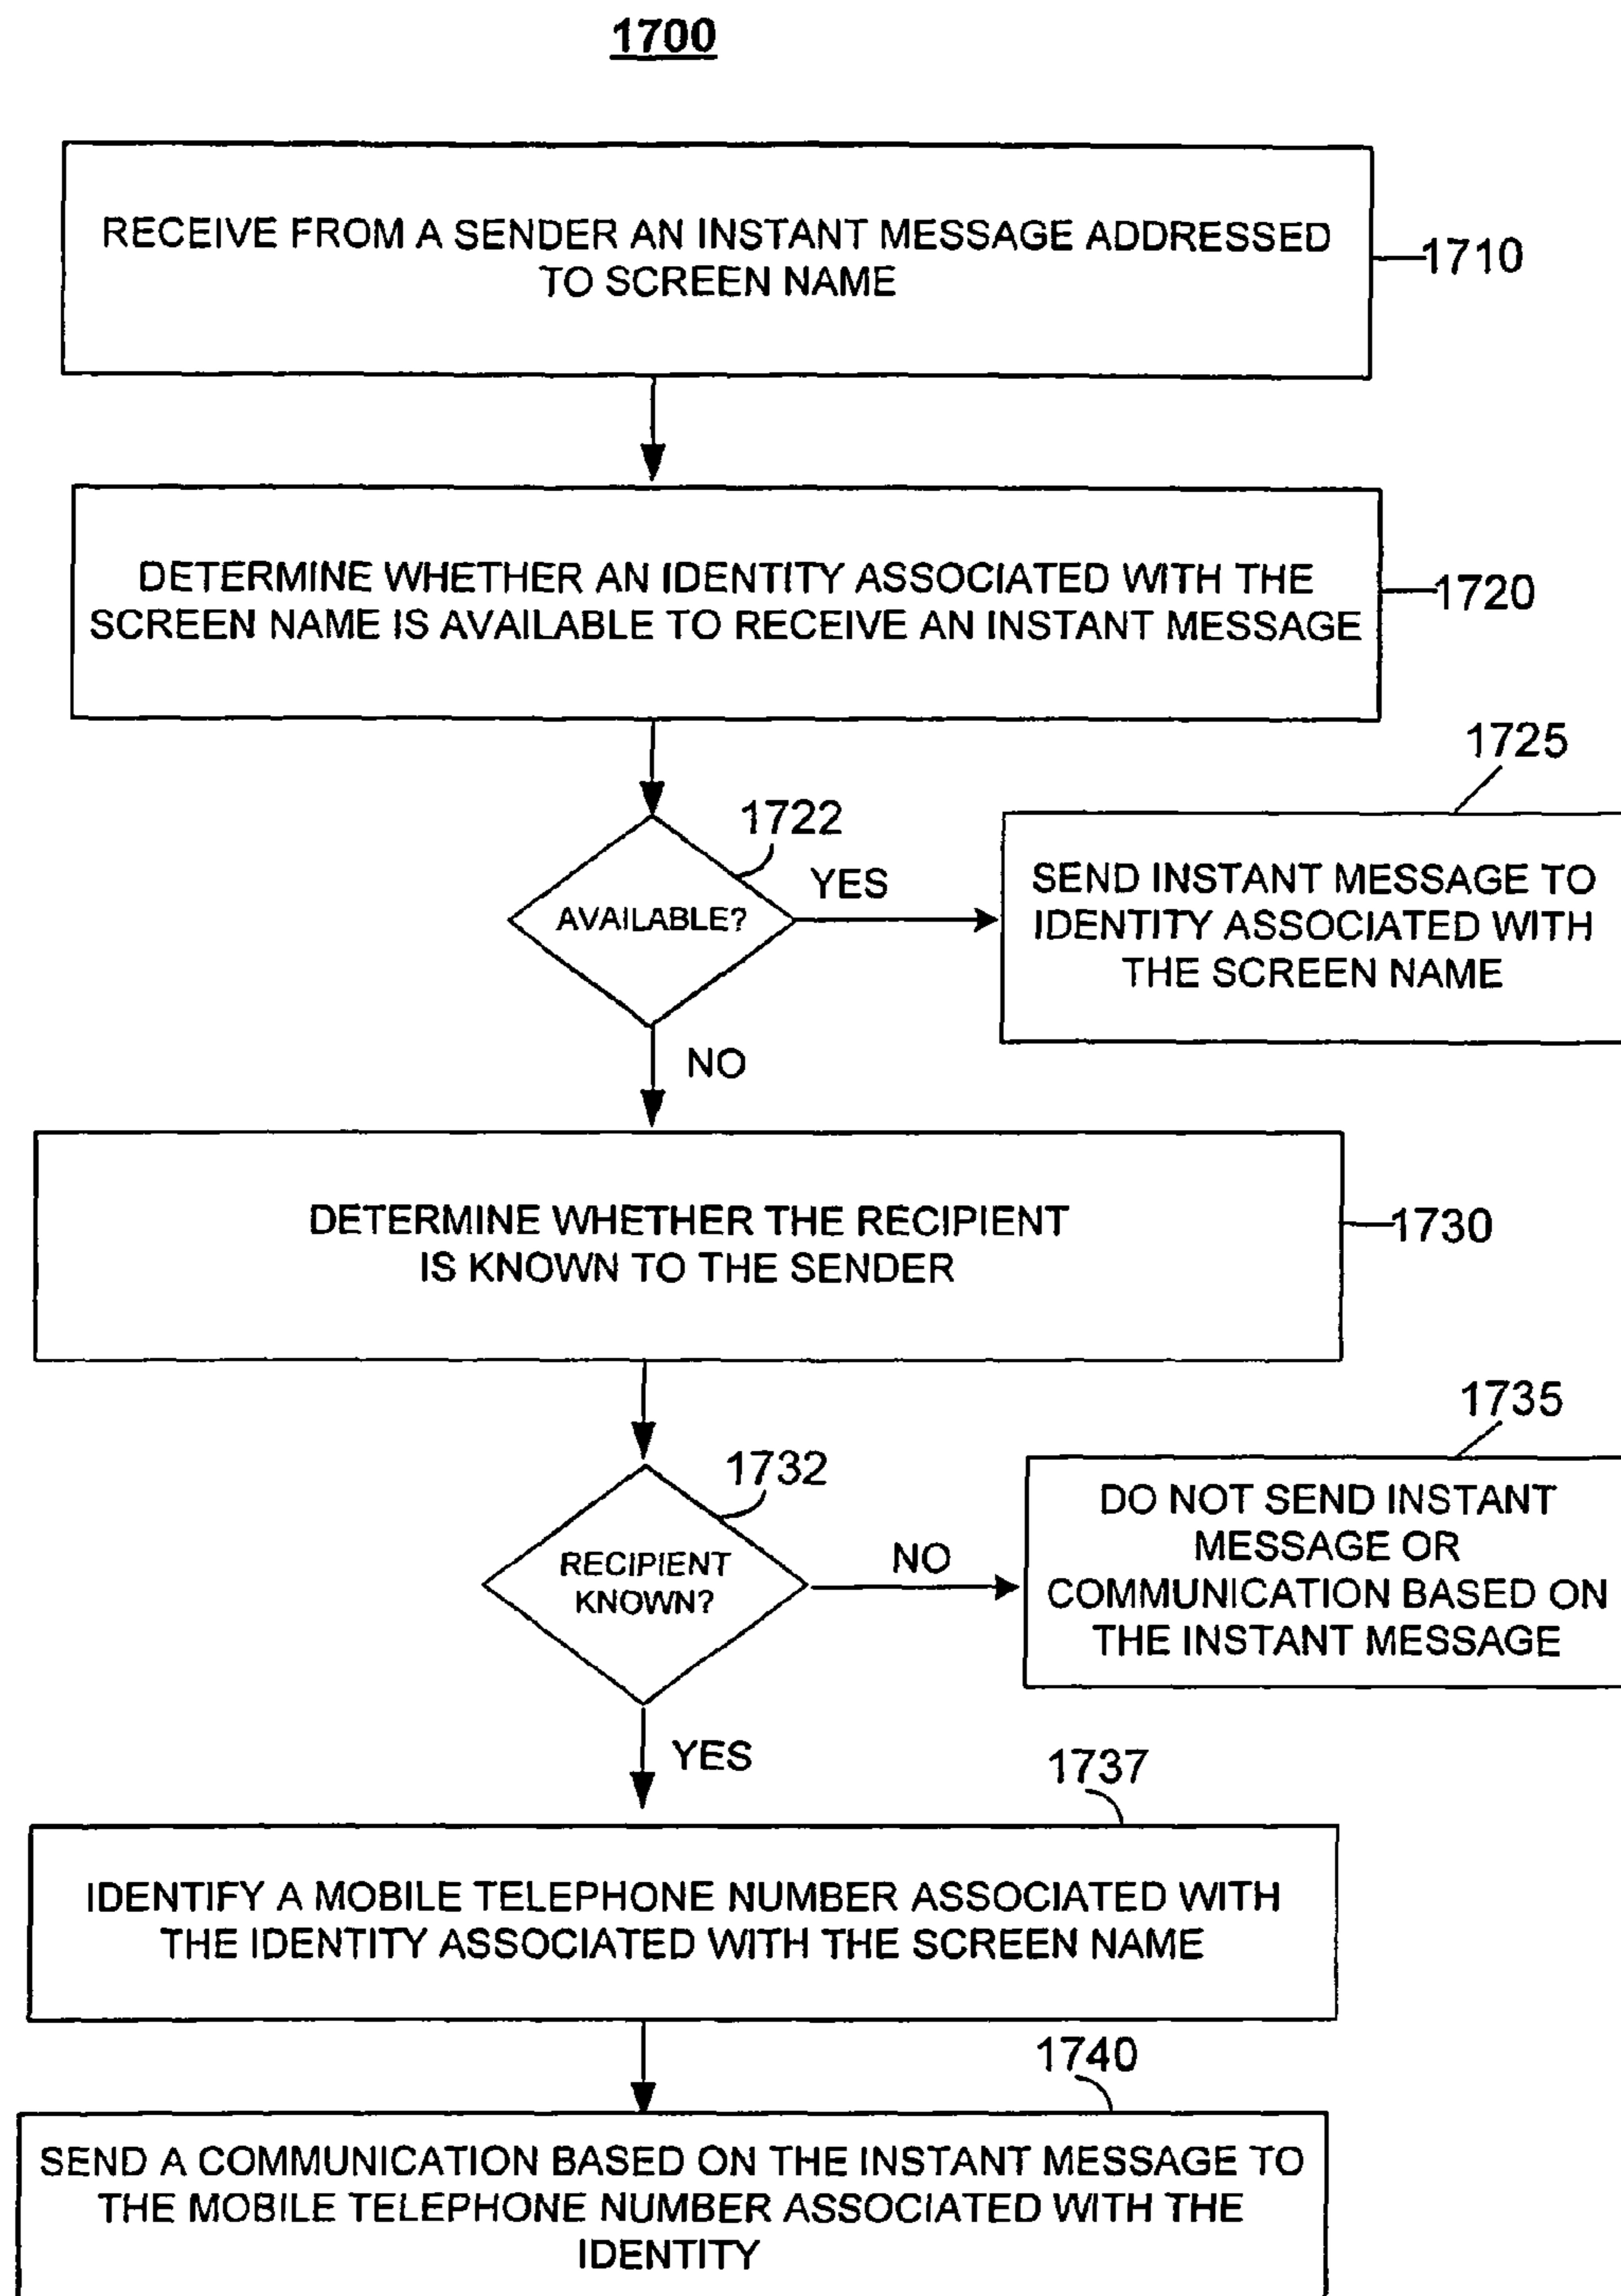 1700
RECEIVE FROM A SENDER AN INSTANT MESSAGE ADDRESSED
TO SCREEN NAME
1710
DETERMINE WHETHER AN IDENTITY ASSOCIATED WITH THE
SCREEN NAME IS AVAILABLE TO RECEIVE AN INSTANT MESSAGE
1720
1722
AVAILABLE?
YES
1725
SEND INSTANT MESSAGE TO
IDENTITY ASSOCIATED WITH
THE SCREEN NAME
NO
DETERMINE WHETHER THE RECIPIENT
IS KNOWN TO THE SENDER
1730
1732
RECIPIENT
KNOWN?
NO
1735
DO NOT SEND INSTANT
MESSAGE OR
COMMUNICATION BASED ON
THE INSTANT MESSAGE
YES
1737
IDENTIFY A MOBILE TELEPHONE NUMBER ASSOCIATED WITH
THE IDENTITY ASSOCIATED WITH THE SCREEN NAME
1740
SEND A COMMUNICATION BASED ON THE INSTANT MESSAGE TO
THE MOBILE TELEPHONE NUMBER ASSOCIATED WITH THE
IDENTITY